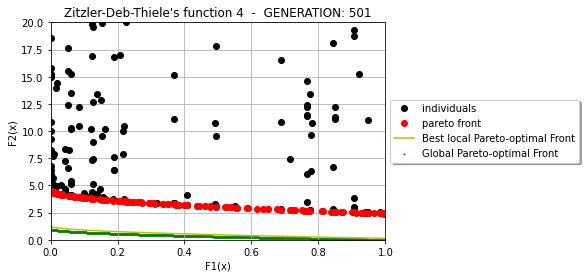 Zitzler-Deb-Thiele's function 4 - GENERATION: 501
20.0
17.5
15.0
12.5
10.0
7.5
5.0
2.5
0.0
F2(x)
0.0 0.2 0.4 0.6 0.8 1.0
F1(x)
individuals
pareto front
Best local Pareto-optimal Front
Global Pareto-optimal Front